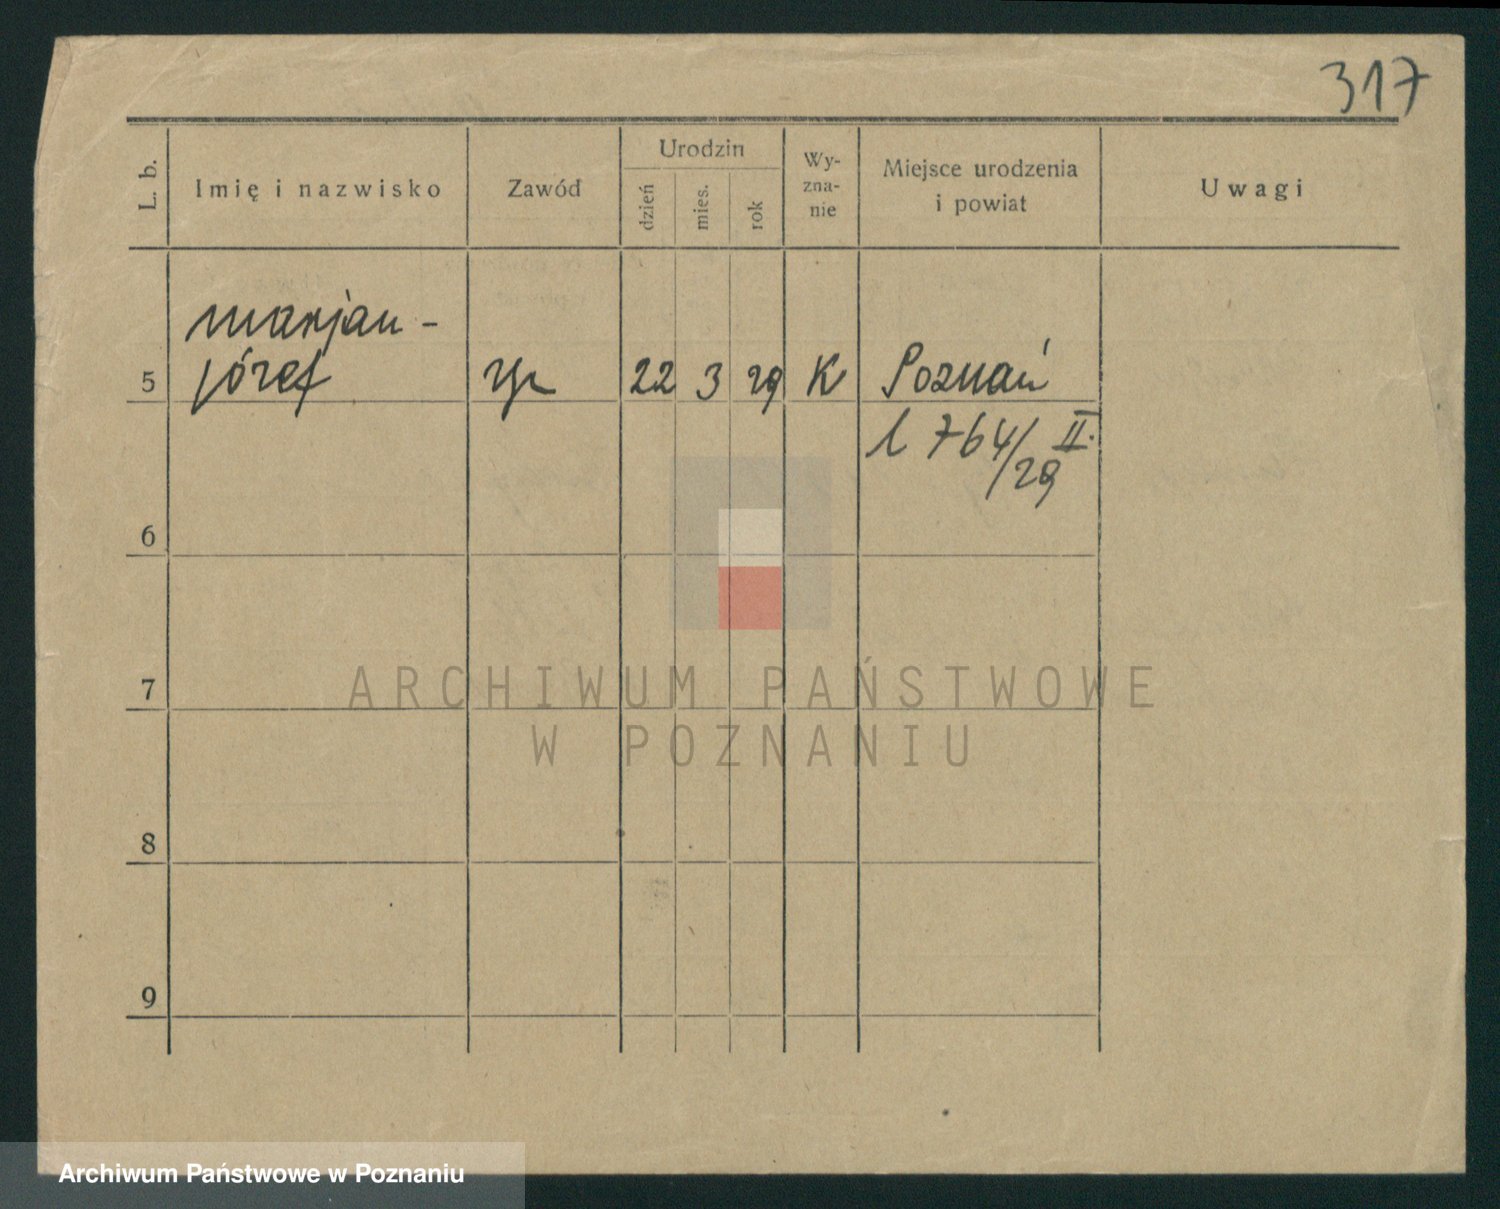 317
L. b.
Imię i nazwisko
Zawód
Urodzin
dzień
mies.
rok
Wy-
zna-
nie
Miejsce urodzenia
i powiat
Uwagi
marjan -
józef
5
22 3 29 K Poznań
l 764/29 II.
6
7
8
9
ARCHIWUM PAŃSTWOWE
W POZNANIU
Archiwum Państwowe w Poznaniu